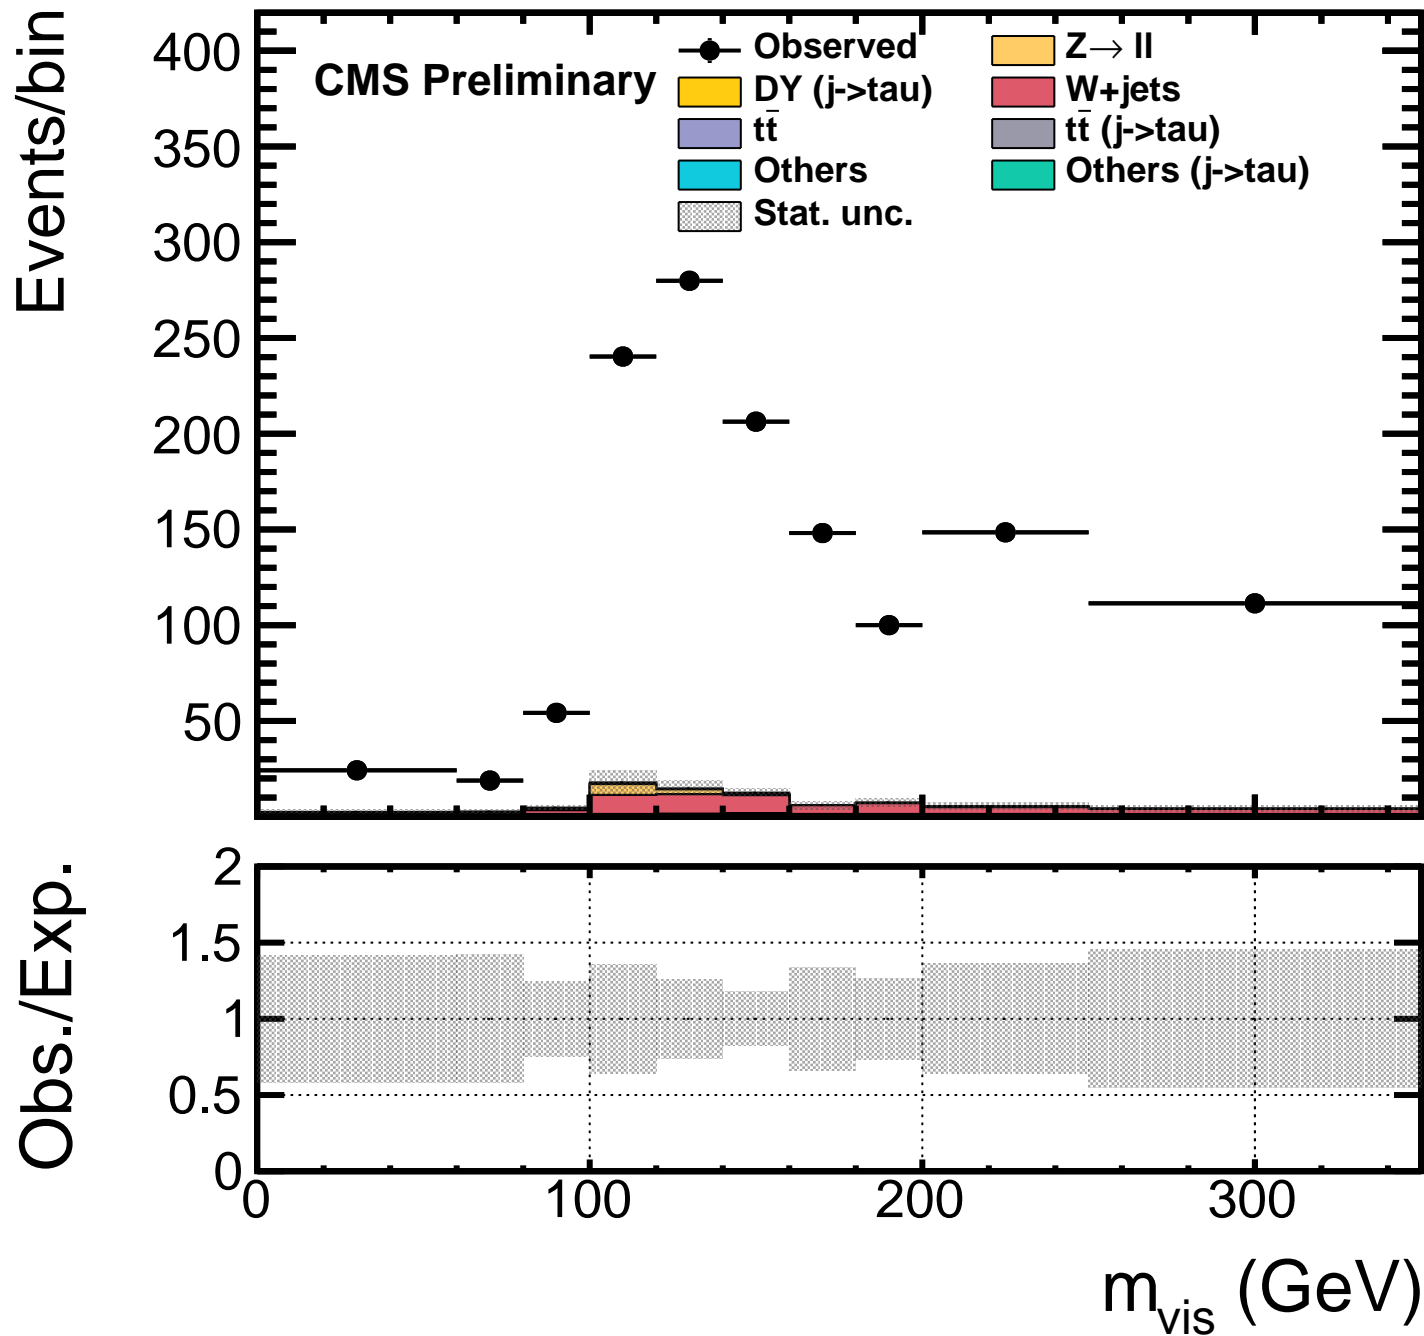 Events/bin
400
350
300
250
200
150
100
50
CMS Preliminary
Observed
Z→ ll
DY (j->tau)
W+jets
tt̄
tt̄ (j->tau)
Others
Others (j->tau)
Stat. unc.
Obs./Exp.
2
1.5
1
0.5
0
0
100
200
300
m_vis (GeV)